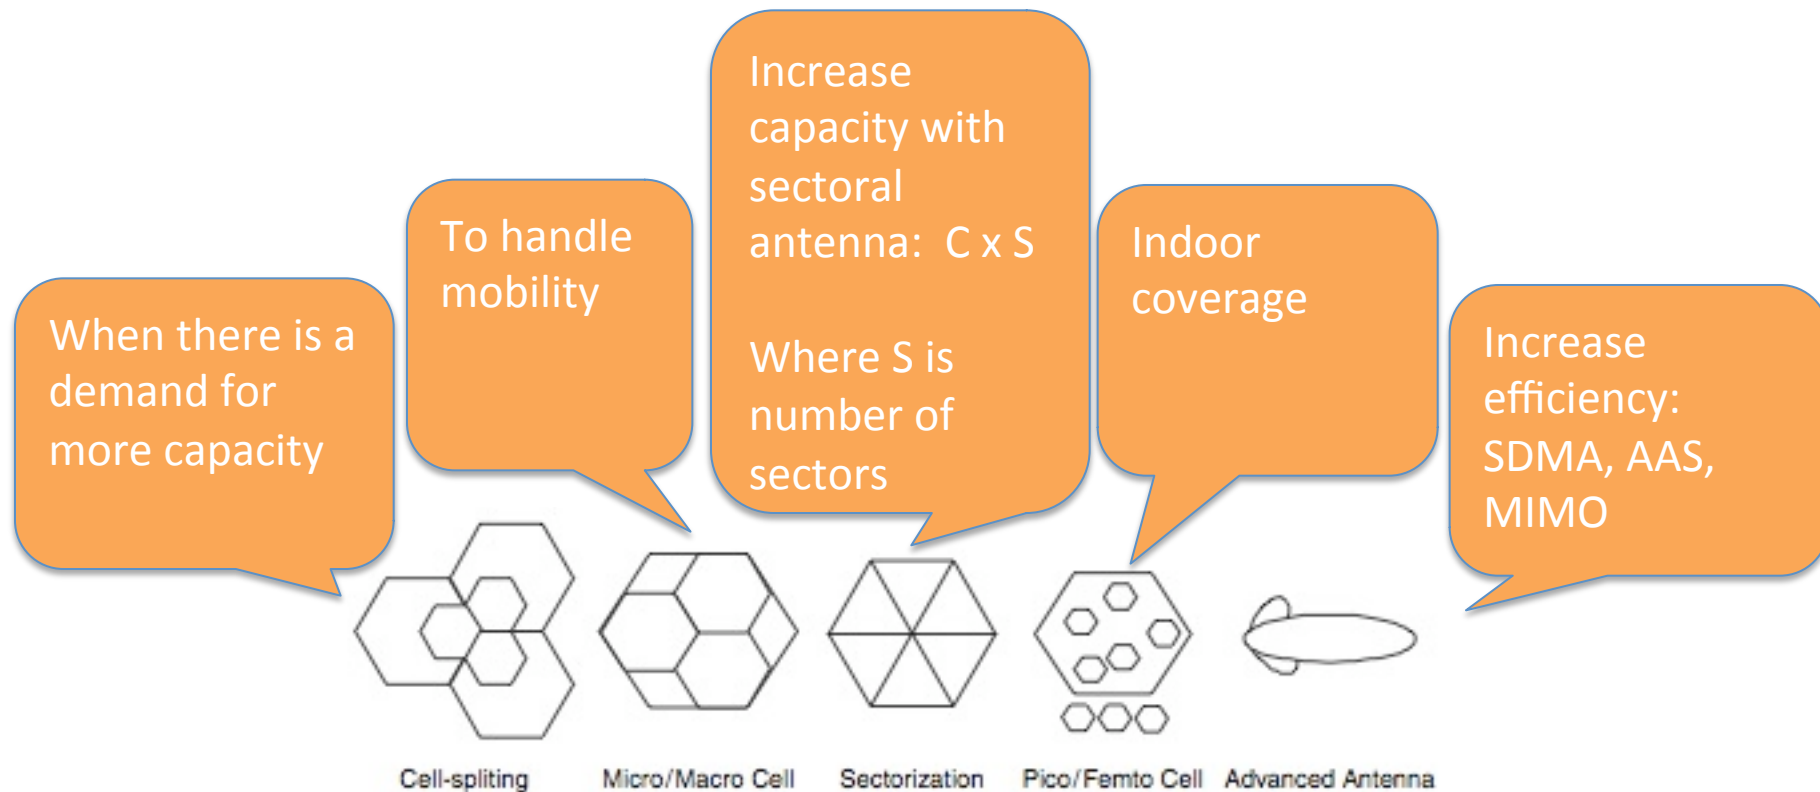 When there is a
demand for
more capacity
To handle
mobility
Increase
capacity with
sectoral
antenna: C x S
Where S is
number of
sectors
Indoor
coverage
Increase
efficiency:
SDMA, AAS,
MIMO
Cell-spliting
Micro/Macro Cell
Sectorization
Pico/Femto Cell
Advanced Antenna